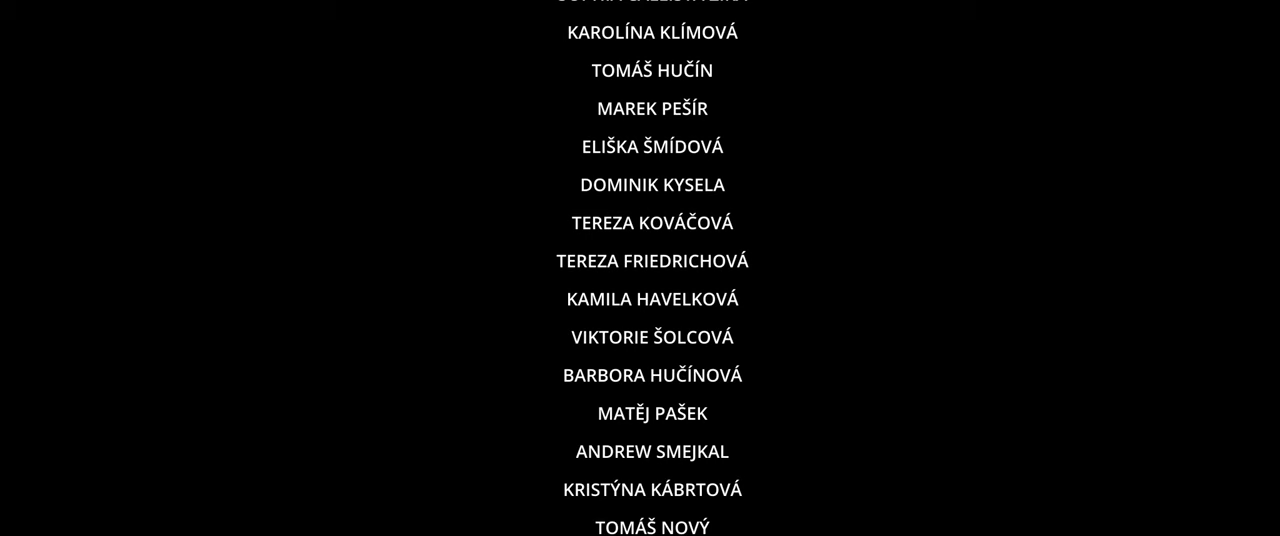 KAROLÍNA KLÍMOVÁ
TOMÁŠ HUČÍN
MAREK PEŠÍR
ELIŠKA ŠMÍDOVÁ
DOMINIK KYSELA
TEREZA KOVÁČOVÁ
TEREZA FRIEDRICHOVÁ
KAMILA HAVELKOVÁ
VIKTORIE ŠOLCOVÁ
BARBORA HUČÍNOVÁ
MATĚJ PAŠEK
ANDREW SMEJKAL
KRISTÝNA KÁBRTOVÁ
TOMÁŠ NOVÝ